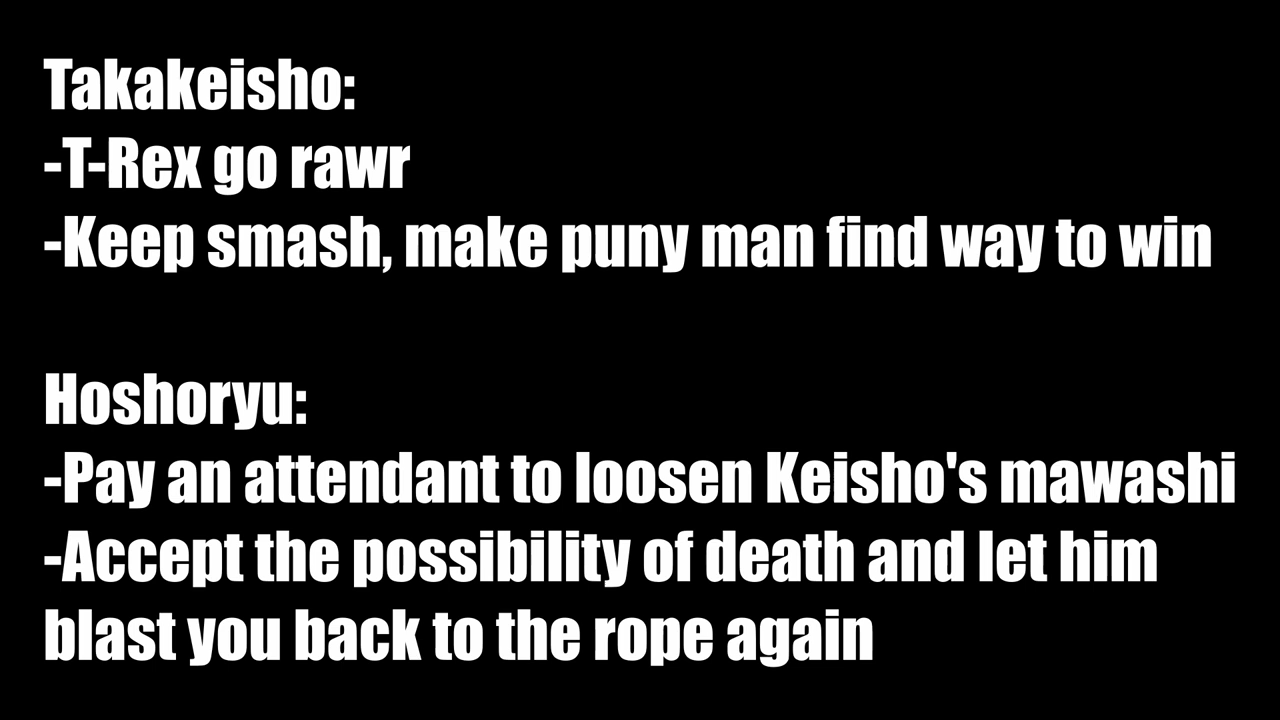 Takakeisho:
-T-Rex go rawr
-Keep smash, make puny man find way to win
Hoshoryu:
-Pay an attendant to loosen Keisho's mawashi
-Accept the possibility of death and let him
blast you back to the rope again